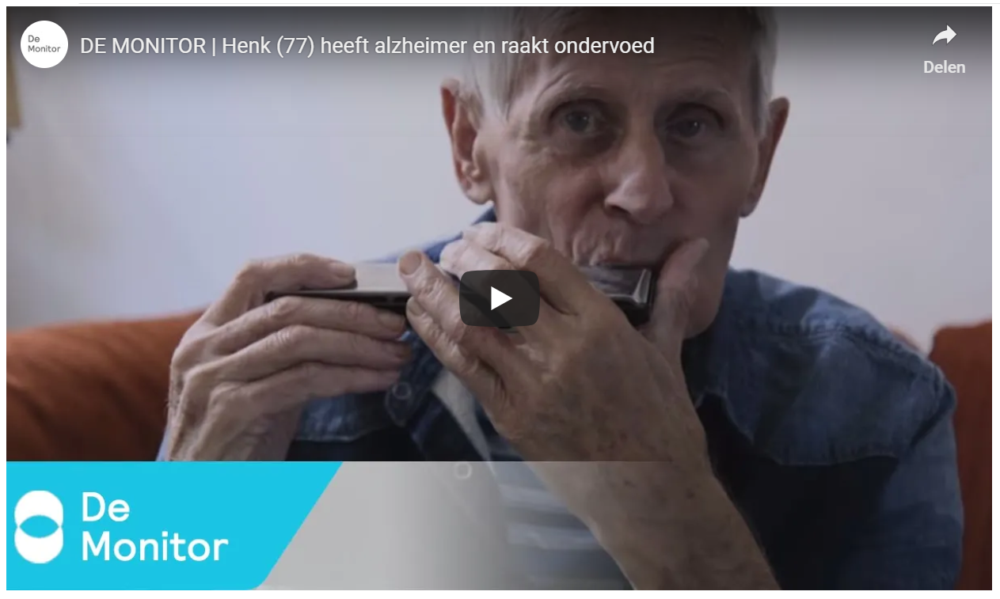 De
Monitor
DE MONITOR | Henk (77) heeft alzheimer en raakt ondervoed
Delen
De
Monitor